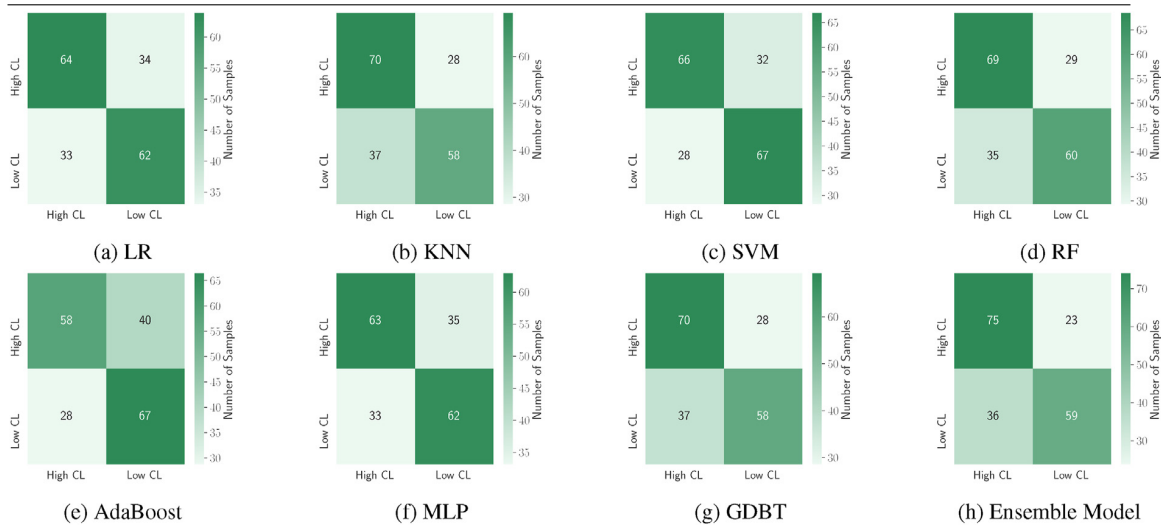 High CL
Low CL
64 34
33 62
High CL Low CL
60
55
50
45
40
35
Number of Samples
(a) LR
High CL
Low CL
70 28
37 58
High CL Low CL
60
50
40
30
Number of Samples
(b) KNN
High CL
Low CL
66 32
28 67
High CL Low CL
65
60
55
50
45
40
35
30
Number of Samples
(c) SVM
High CL
Low CL
69 29
35 60
High CL Low CL
65
60
55
50
45
40
35
30
Number of Samples
(d) RF
High CL
Low CL
58 40
28 67
High CL Low CL
65
60
55
50
45
40
35
30
Number of Samples
(e) AdaBoost
High CL
Low CL
63 35
33 62
High CL Low CL
60
55
50
45
40
35
Number of Samples
(f) MLP
High CL
Low CL
70 28
37 58
High CL Low CL
60
50
40
30
Number of Samples
(g) GDBT
High CL
Low CL
75 23
36 59
High CL Low CL
70
60
50
40
30
Number of Samples
(h) Ensemble Model